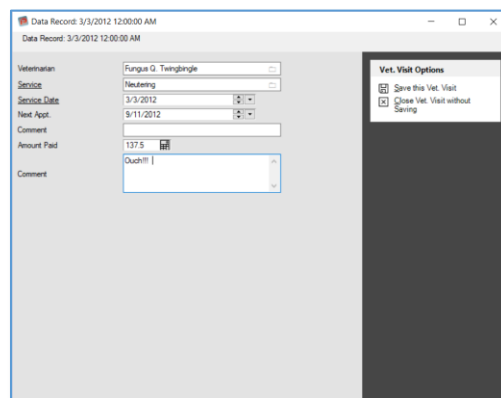 Data Record: 3/3/2012 12:00:00 AM
Data Record: 3/3/2012 12:00:00 AM
Veterinarian Fungus Q. Twingbingle
Service Neutering
Service Date 3/3/2012
Next Appt. 9/11/2012
Comment
Amount Paid 137.5
Comment Ouch!!!
Vet. Visit Options
Save this Vet. Visit
Close Vet. Visit without
Saving